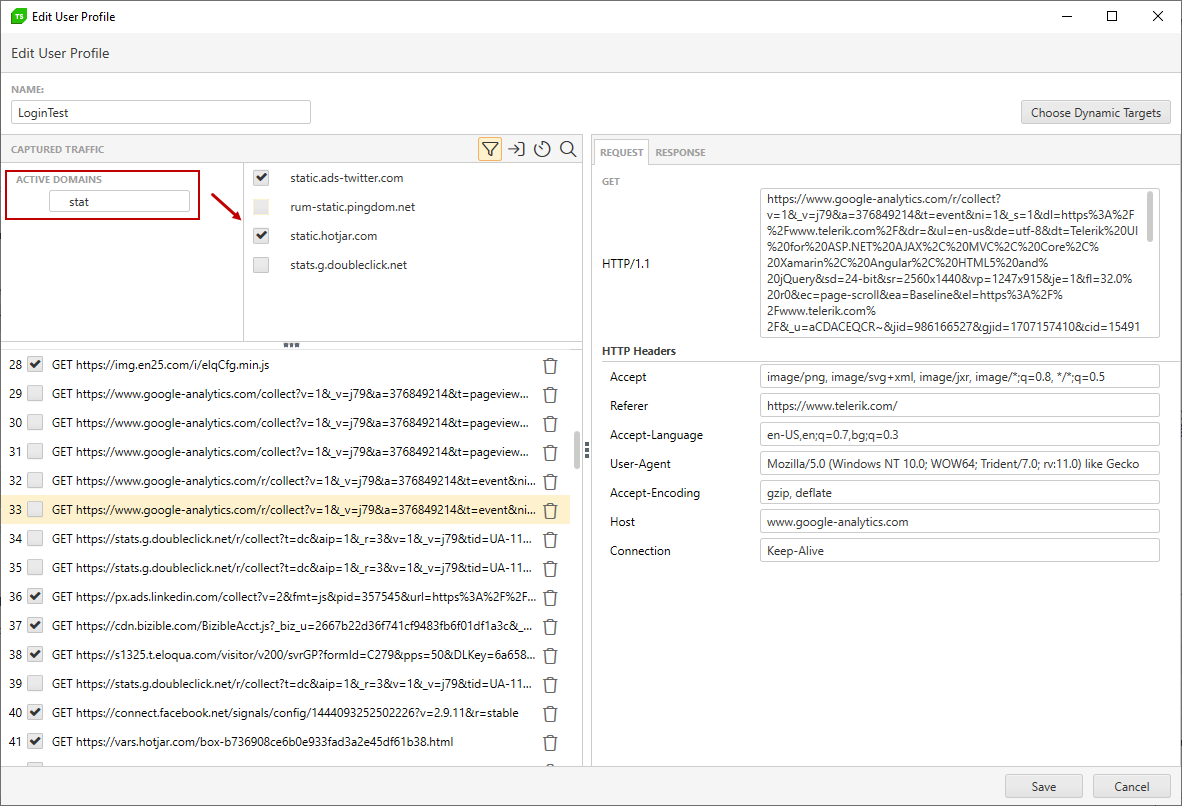 TS Edit User Profile
Edit User Profile
NAME:
LoginTest
Choose Dynamic Targets
CAPTURED TRAFFIC
ACTIVE DOMAINS
stat
static.ads-twitter.com
rum-static.pingdom.net
static.hotjar.com
stats.g.doubleclick.net
28 GET https://img.en25.com/i/elqCfg.min.js
29 GET https://www.google-analytics.com/collect?v=1&_v=j79&a=376849214&t=pageview...
30 GET https://www.google-analytics.com/collect?v=1&_v=j79&a=376849214&t=pageview...
31 GET https://www.google-analytics.com/collect?v=1&_v=j79&a=376849214&t=pageview...
32 GET https://www.google-analytics.com/r/collect?v=1&_v=j79&a=376849214&t=event&ni...
33 GET https://www.google-analytics.com/r/collect?v=1&_v=j79&a=376849214&t=event&ni...
34 GET https://stats.g.doubleclick.net/r/collect?t=dc&aip=1&_r=3&v=1&_v=j79&tid=UA-11...
35 GET https://stats.g.doubleclick.net/r/collect?t=dc&aip=1&_r=3&v=1&_v=j79&tid=UA-11...
36 GET https://px.ads.linkedin.com/collect?v=2&fmt=js&pid=357545&url=https%3A%2F%2F...
37 GET https://cdn.bizible.com/BizibleAcct.js?_biz_u=2667b22d36f741cf9483fb6f01df1a3c&_...
38 GET https://s1325.t.eloqua.com/visitor/v200/svrGP?formId=C279&pps=50&DLKey=6a658...
39 GET https://stats.g.doubleclick.net/r/collect?t=dc&aip=1&_r=3&v=1&_v=j79&tid=UA-11...
40 GET https://connect.facebook.net/signals/config/1444093252502226?v=2.9.11&r=stable
41 GET https://vars.hotjar.com/box-b736908ce6b0e933fad3a2e45df61b38.html
REQUEST RESPONSE
GET
https://www.google-analytics.com/r/collect?
v=1&_v=j79&a=376849214&t=event&ni=1&_s=1&dl=https%3A%2F
%2Fwww.telerik.com%2F&dr=&ul=en-us&de=utf-8&dt=Telerik%20UI
%20for%20ASP.NET%20AJAX%2C%20MVC%2C%20Core%2C%
20Xamarin%2C%20Angular%2C%20HTML5%20and%
20jQuery&sd=24-bit&sr=2560x1440&vp=1247x915&je=1&fl=32.0%
20r0&ec=page-scroll&ea=Baseline&el=https%3A%2F%
2Fwww.telerik.com%
2F&_u=aCDACEQCR~&jid=986166527&gjid=1707157410&cid=15491
HTTP/1.1
HTTP Headers
Accept image/png, image/svg+xml, image/jxr, image/*;q=0.8, */*;q=0.5
Referer https://www.telerik.com/
Accept-Language en-US,en;q=0.7,bg;q=0.3
User-Agent Mozilla/5.0 (Windows NT 10.0; WOW64; Trident/7.0; rv:11.0) like Gecko
Accept-Encoding gzip, deflate
Host www.google-analytics.com
Connection Keep-Alive
Save Cancel